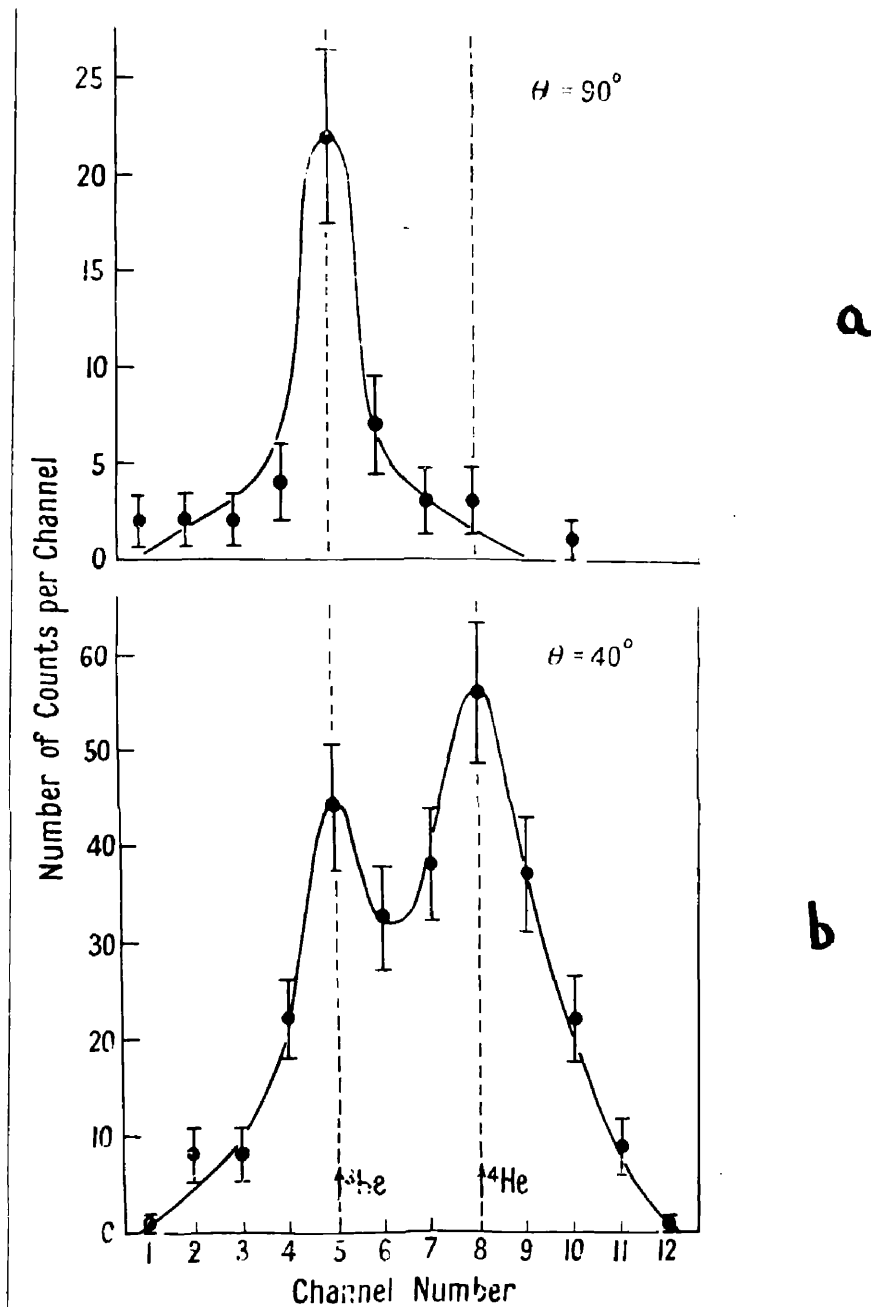 25
20
15
10
5
0
θ = 90°
a
Number of Counts per Channel
60
50
40
30
20
10
0
θ = 40°
b
³He
⁴He
1 2 3 4 5 6 7 8 9 10 11 12
Channel Number